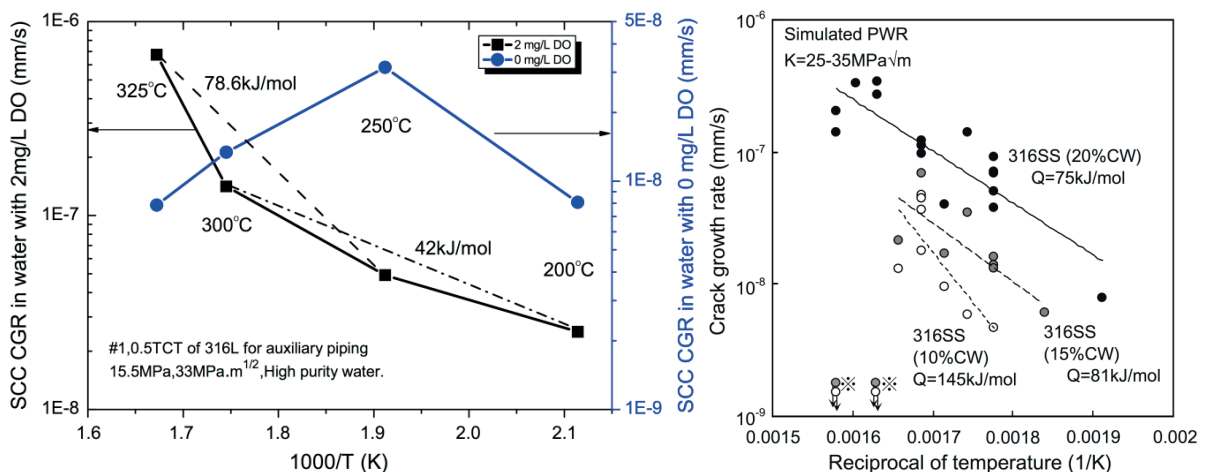 SCC CGR in water with 2mg/L DO (mm/s)
1E-6
1E-7
1E-8
1.6
1.7
1.8
1.9
2.0
2.1
1000/T (K)
5E-8
1E-8
1E-9
SCC CGR in water with 0 mg/L DO (mm/s)
2 mg/L DO
0 mg/L DO
325°C
78.6kJ/mol
250°C
300°C
42kJ/mol
200°C
#1,0.5TCT of 316L for auxiliary piping
15.5MPa,33MPa.m1/2,High purity water.
Crack growth rate (mm/s)
10-6
10-7
10-8
10-9
Simulated PWR
K=25-35MPa√m
316SS (20%CW)
Q=75kJ/mol
316SS
(10%CW)
Q=145kJ/mol
316SS
(15%CW)
Q=81kJ/mol
※
※
0.0015
0.0016
0.0017
0.0018
0.0019
0.002
Reciprocal of temperature (1/K)